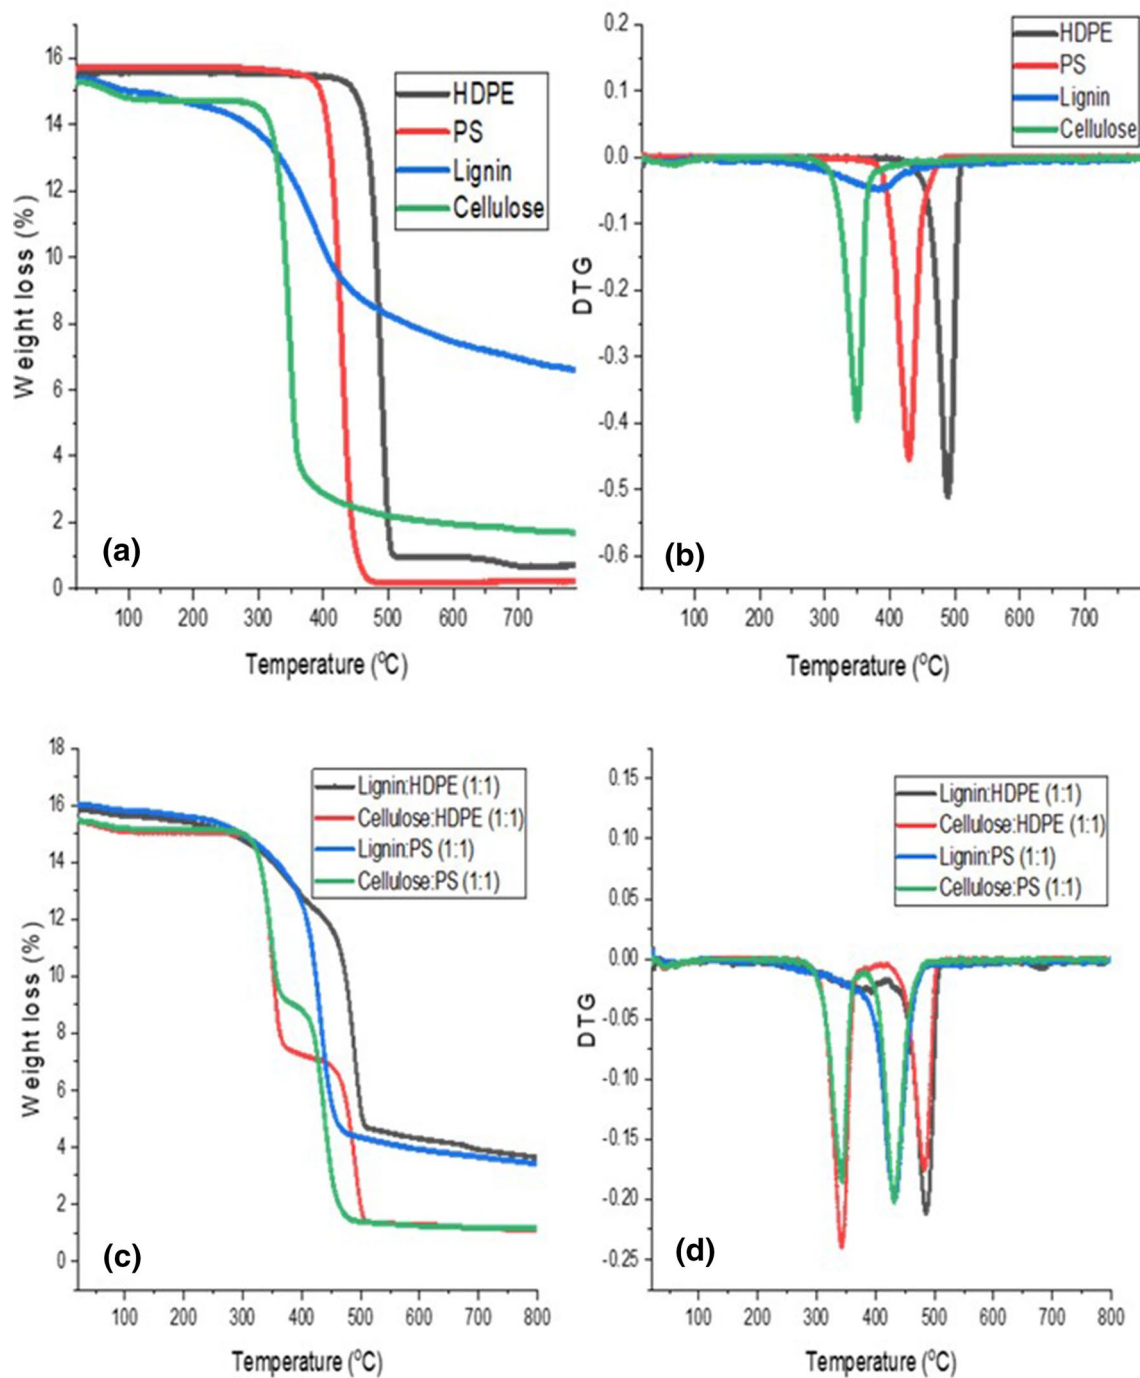 HDPE
PS
Lignin
Cellulose
Weight loss (%)
16
14
12
10
8
6
4
2
0
(a)
100 200 300 400 500 600 700
Temperature (°C)
HDPE
PS
Lignin
Cellulose
DTG
0.2
0.1
0.0
-0.1
-0.2
-0.3
-0.4
-0.5
-0.6
(b)
100 200 300 400 500 600 700
Temperature (°C)
Lignin:HDPE (1:1)
Cellulose:HDPE (1:1)
Lignin:PS (1:1)
Cellulose:PS (1:1)
Weight loss (%)
18
16
14
12
10
8
6
4
2
0
(c)
100 200 300 400 500 600 700 800
Temperature (°C)
Lignin:HDPE (1:1)
Cellulose:HDPE (1:1)
Lignin:PS (1:1)
Cellulose:PS (1:1)
DTG
0.15
0.10
0.05
0.00
-0.05
-0.10
-0.15
-0.20
-0.25
(d)
100 200 300 400 500 600 700 800
Temperature (°C)